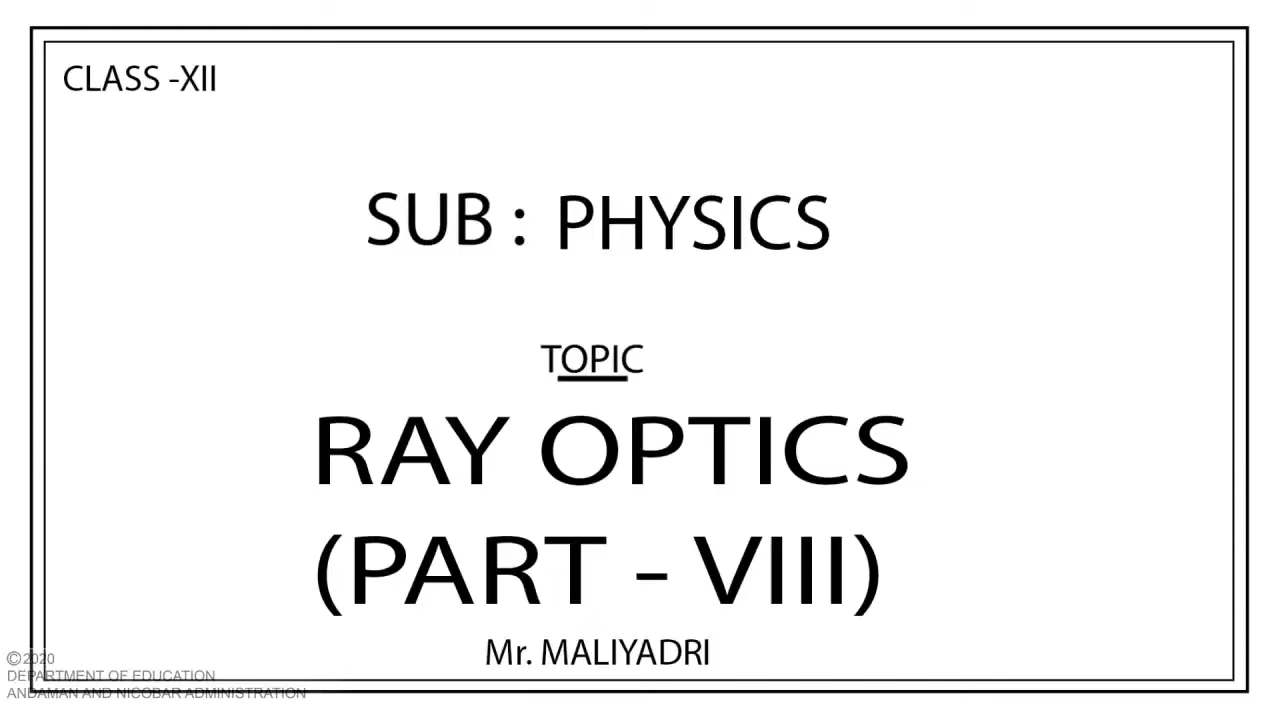 CLASS -XII
SUB : PHYSICS
TOPIC
RAY OPTICS
(PART - VIII)
Mr. MALIYADRI
©2020
DEPARTMENT OF EDUCATION
ANDAMAN AND NICOBAR ADMINISTRATION